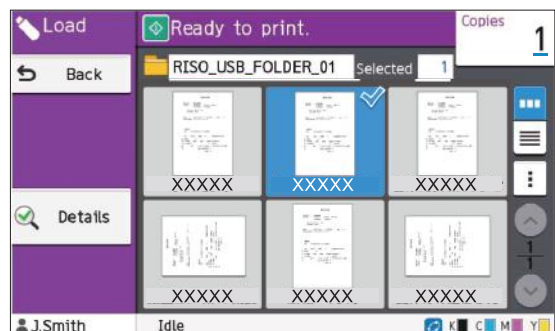 Load
Ready to print.
Copies
1
Back
RISO_USB_FOLDER_01
Selected
1
XXXXX
XXXXX
XXXXX
Details
1
1
XXXXX
XXXXX
XXXXX
J.Smith
Idle
K C M Y